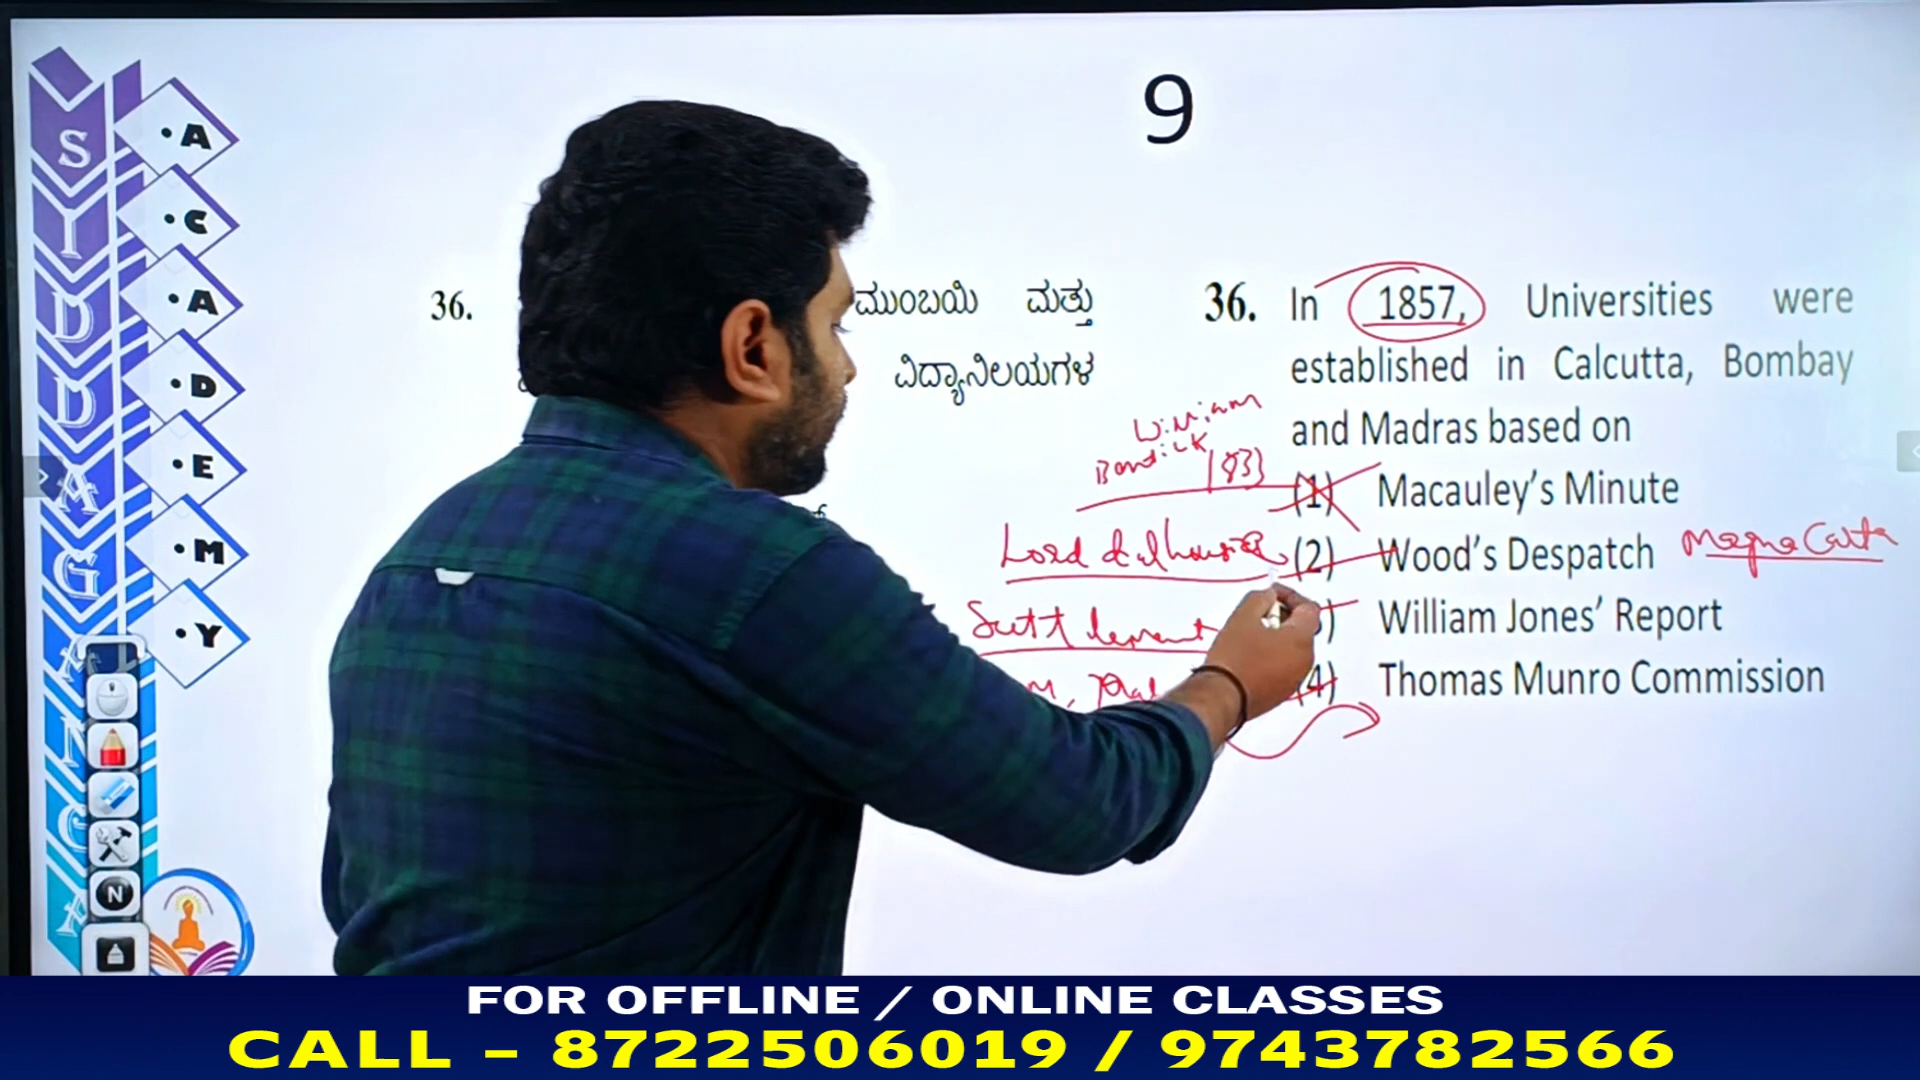 9
S I D D A G A N G A
• A
• C
• A
• D
• E
• M
• Y
N
36.
ಮುಂಬಯಿ ಮತ್ತು
ವಿದ್ಯಾನಿಲಯಗಳ
36. In 1857, Universities were
established in Calcutta, Bombay
and Madras based on
William
Bentick 1833
(1) Macauley's Minute
Lord dalhousie (2) Wood's Despatch Magna Carta
Suttlement
William Jones' Report
(4) Thomas Munro Commission
FOR OFFLINE / ONLINE CLASSES
CALL – 8722506019 / 9743782566